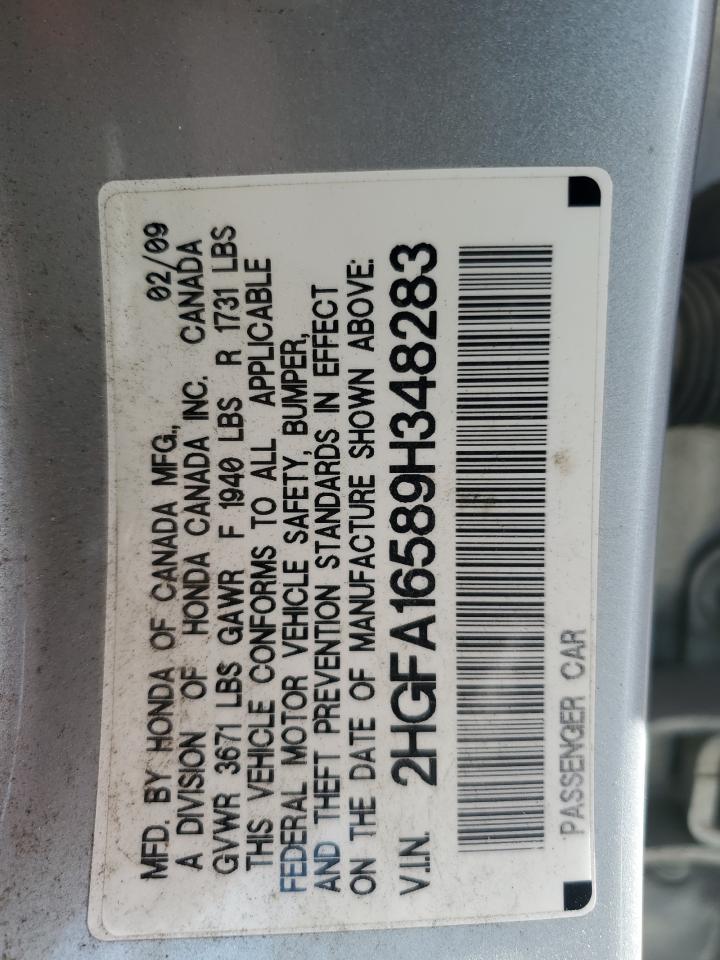 MFD. BY HONDA OF CANADA MFG., 02/09
A DIVISION OF HONDA CANADA INC. CANADA
GVWR 3671 LBS GAWR F 1940 LBS R 1731 LBS
THIS VEHICLE CONFORMS TO ALL APPLICABLE
FEDERAL MOTOR VEHICLE SAFETY, BUMPER,
AND THEFT PREVENTION STANDARDS IN EFFECT
ON THE DATE OF MANUFACTURE SHOWN ABOVE:
V.I.N. 2HGFA16589H348283
PASSENGER CAR